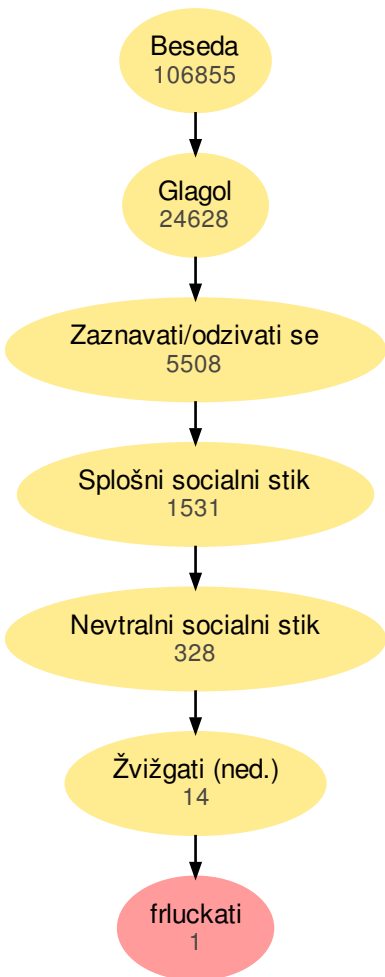 Beseda
106855
Glagol
24628
Zaznavati/odzivati se
5508
Splošni socialni stik
1531
Nevtralni socialni stik
328
Žvižgati (ned.)
14
frluckati
1